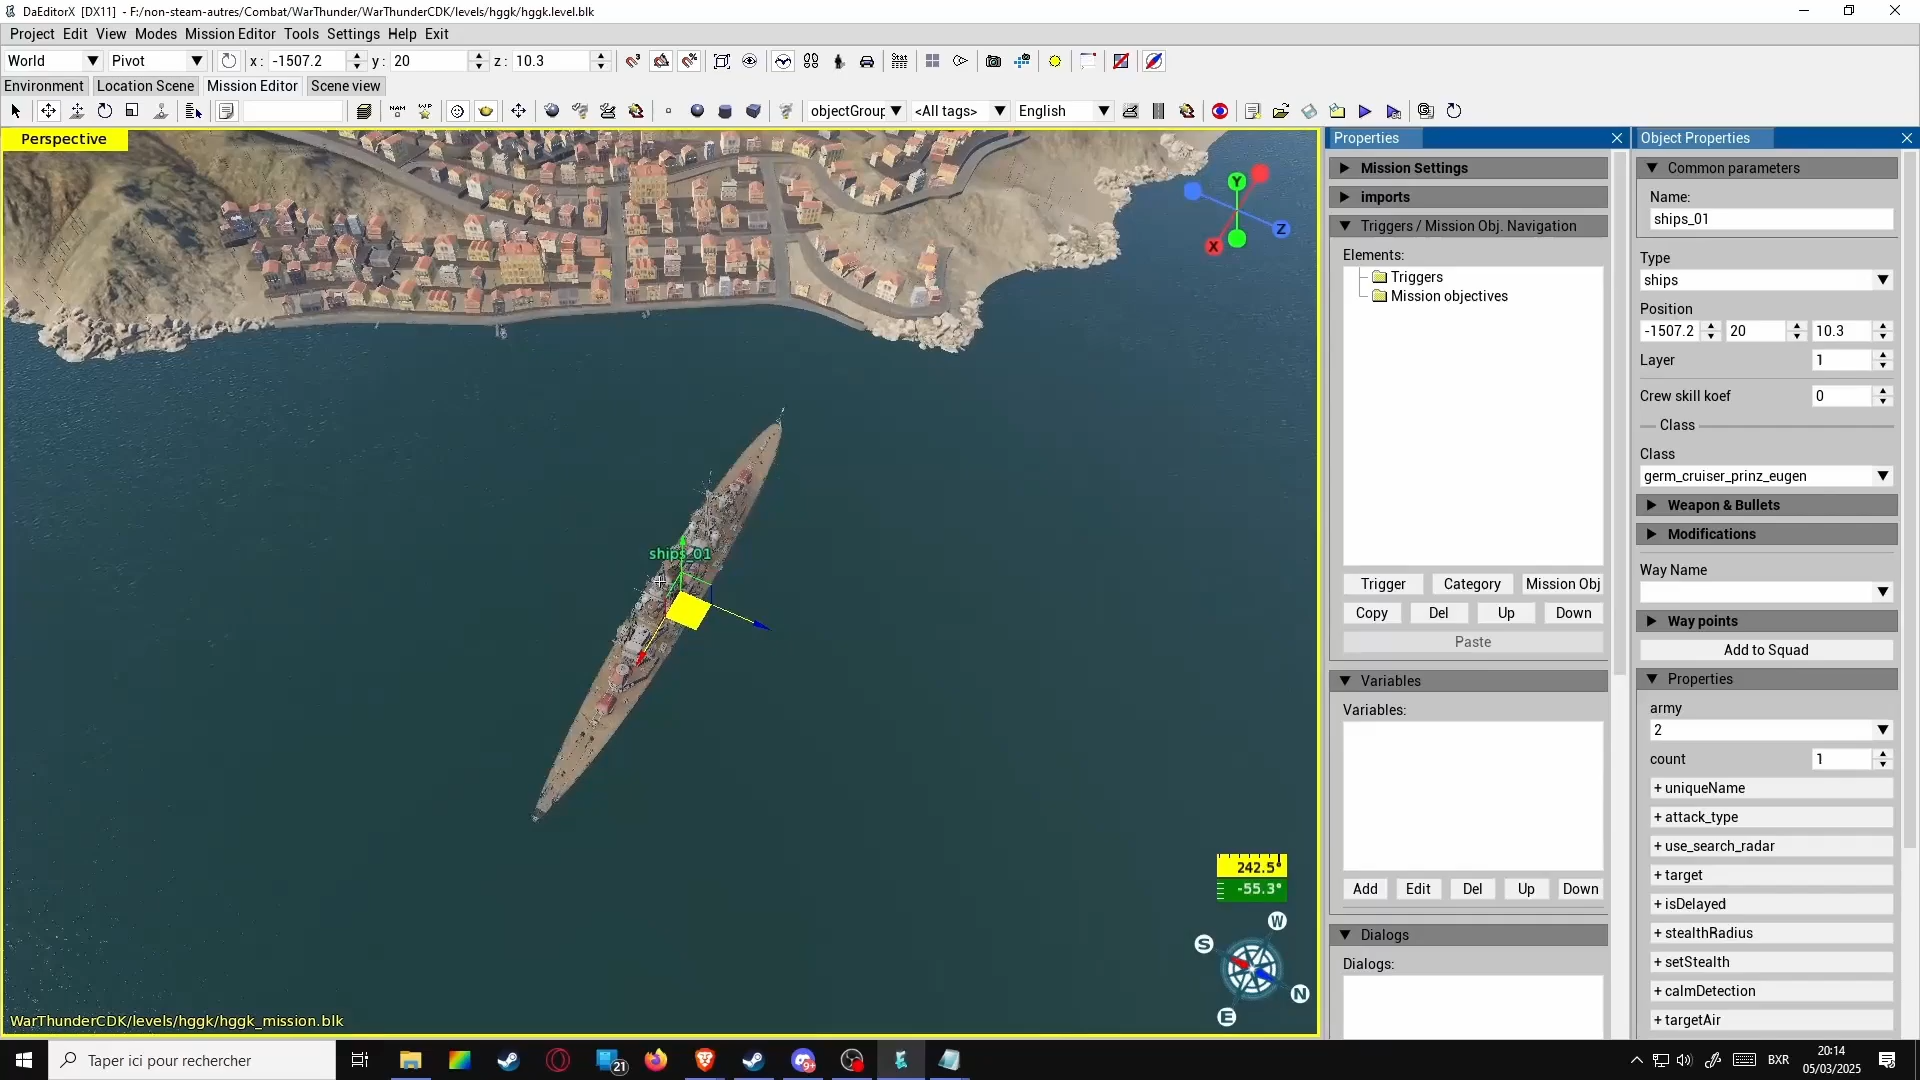 DaEditorX [DX11] - F:/non-steam-autres/Combat/WarThunder/WarThunderCDK/levels/hggk/hggk.level.blk
Project Edit View Modes Mission Editor Tools Settings Help Exit
World Pivot x : -1507.2 y : 20 z : 10.3
Environment Location Scene Mission Editor Scene view
NAM WP objectGroup <All tags> English
Perspective
Y
Z
X
ships_01
242.5°
-55.3°
W
S
N
E
WarThunderCDK/levels/hggk/hggk_mission.blk
Properties
Mission Settings
imports
Triggers / Mission Obj. Navigation
Elements:
Triggers
Mission objectives
Trigger Category Mission Obj
Copy Del Up Down
Paste
Variables
Variables:
Add Edit Del Up Down
Dialogs
Dialogs:
Object Properties
Common parameters
Name:
ships_01
Type
ships
Position
-1507.2 20 10.3
Layer 1
Crew skill koef 0
Class
Class
germ_cruiser_prinz_eugen
Weapon & Bullets
Modifications
Way Name
Way points
Add to Squad
Properties
army
2
count 1
+ uniqueName
+ attack_type
+ use_search_radar
+ target
+ isDelayed
+ stealthRadius
+ setStealth
+ calmDetection
+ targetAir
Taper ici pour rechercher
21
9+
BXR
20:14
05/03/2025